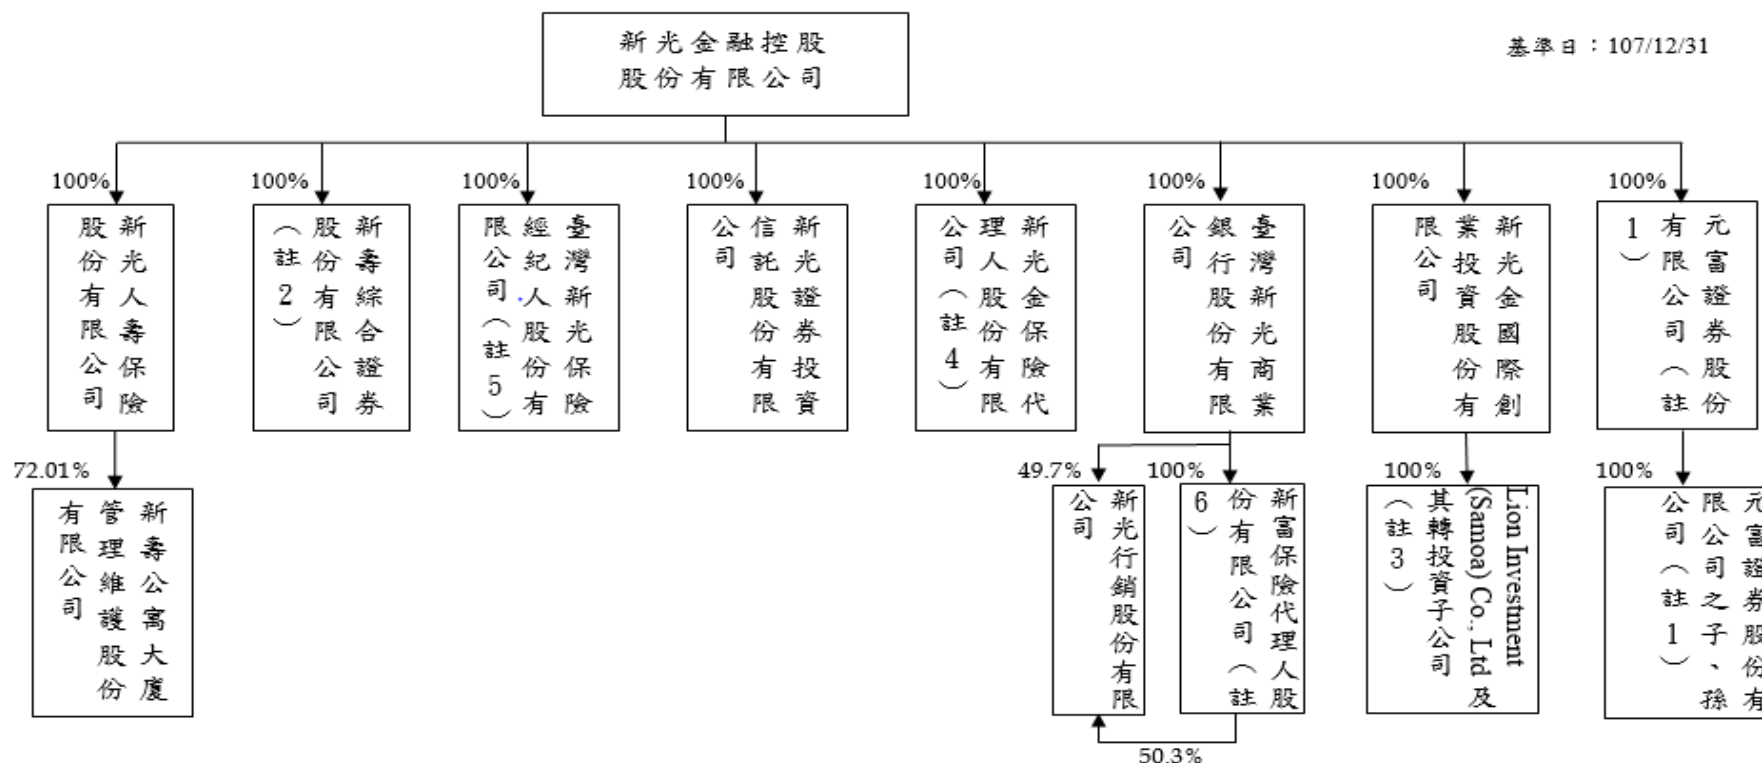 新光金融控股
股份有限公司
基準日：107/12/31
100%
100%
100%
100%
100%
100%
100%
100%
新光人壽保險
股份有限公司
新壽綜合證券
股份有限公司
（註2）
臺灣新光保險
經紀人股份有
限公司（註5）
新光證券投資
信託股份有限
公司
新光金保險代
理人股份有限
公司（註4）
臺灣新光商業
銀行股份有限
公司
新光金國際創
業投資股份有
限公司
元富證券股份
有限公司（註
1）
72.01%
49.7%
100%
100%
100%
新壽公寓大廈
管理維護股份
有限公司
新光行銷股份有限
公司
新富保險代理人股
份有限公司（註
6）
Lion Investment
(Samoa) Co., Ltd 及
其轉投資子公司
（註3）
元富證券股份有
限公司之子、孫
公司（註1）
50.3%